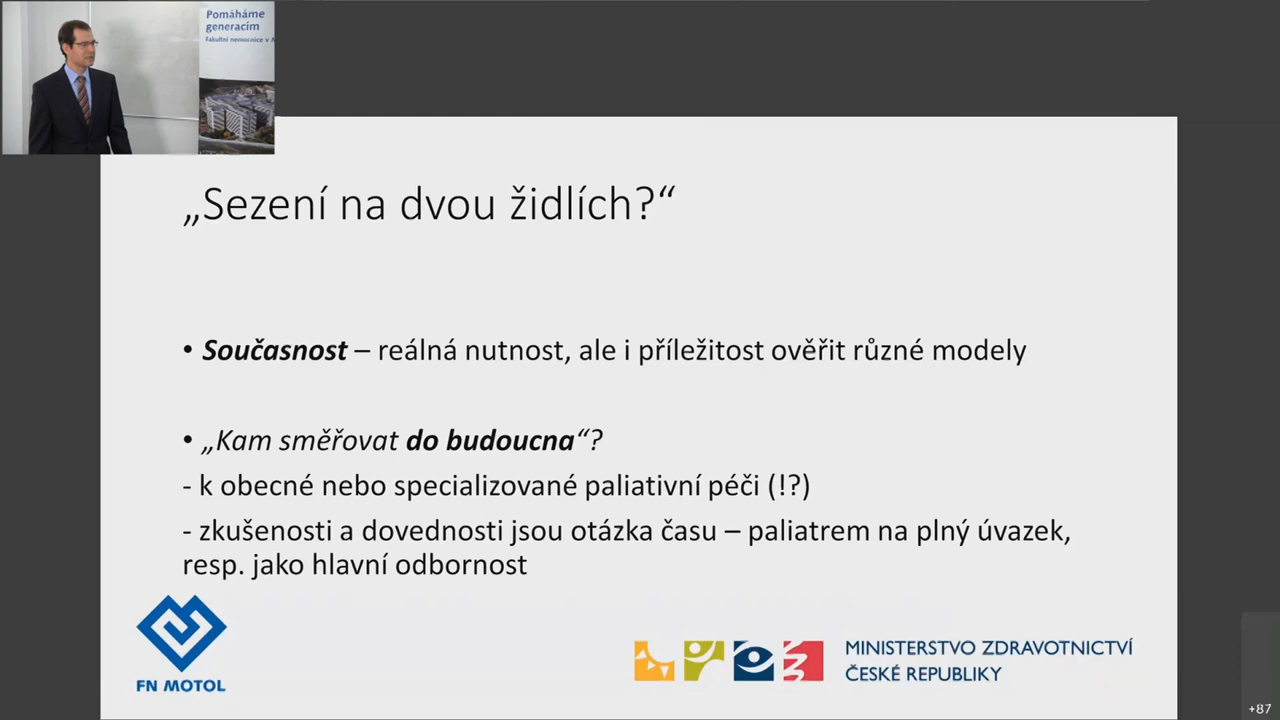 Pomáháme
generacím
Fakultní nemocnice v
„Sezení na dvou židlích?“
• Současnost – reálná nutnost, ale i příležitost ověřit různé modely
• „Kam směřovat do budoucna“?
- k obecné nebo specializované paliativní péči (!?)
- zkušenosti a dovednosti jsou otázka času – paliatrem na plný úvazek,
resp. jako hlavní odbornost
FN MOTOL
MINISTERSTVO ZDRAVOTNICTVÍ
ČESKÉ REPUBLIKY
+87